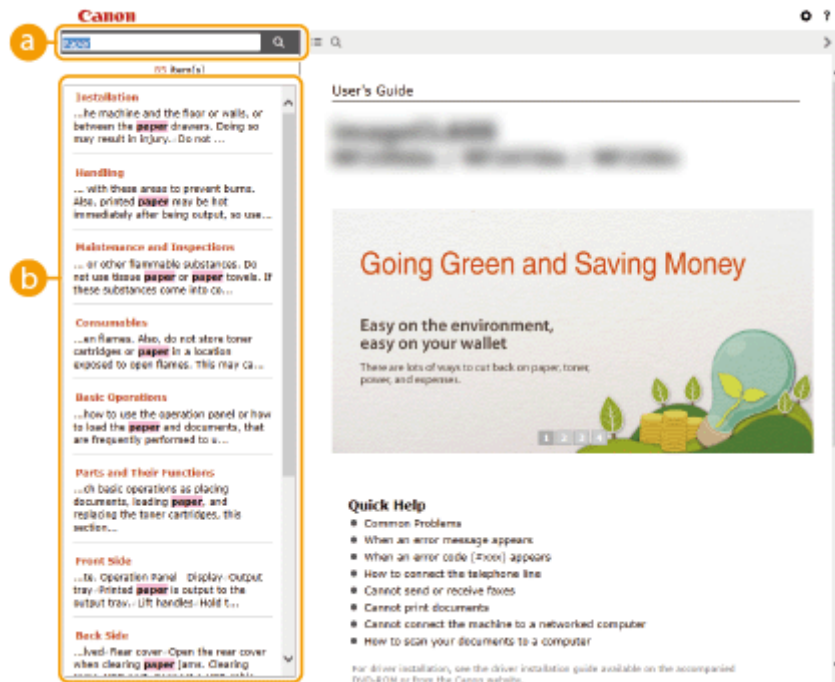 Canon
?
a
paper
85 item(s)
b
Installation
...he machine and the floor or walls, or
between the paper drawers. Doing so
may result in injury. Do not ...
Handling
... with these areas to prevent burns.
Also, printed paper may be hot
immediately after being output, so use...
Maintenance and Inspections
... or other flammable substances. Do
not use tissue paper or paper towels. If
these substances come into co...
Consumables
...en flames. Also, do not store toner
cartridges or paper in a location
exposed to open flames. This may ca...
Basic Operations
...how to use the operation panel or how
to load the paper and documents, that
are frequently performed to u...
Parts and Their Functions
...ch basic operations as placing
documents, loading paper, and
replacing the toner cartridges, this
section...
Front Side
...te. Operation Panel Display Output
tray Printed paper is output to the
output tray. Lift handles Hold t...
Back Side
...lved Rear cover Open the rear cover
when clearing paper jams. Clearing
User's Guide
Going Green and Saving Money
Easy on the environment,
easy on your wallet
There are lots of ways to cut back on paper, toner,
power, and expenses.
1 2 3 4
Quick Help
Common Problems
When an error message appears
When an error code (#xxx) appears
How to connect the telephone line
Cannot send or receive faxes
Cannot print documents
Cannot connect the machine to a networked computer
How to scan your documents to a computer
For driver installation, see the driver installation guide available on the accompanied
DVD-ROM or from the Canon website.